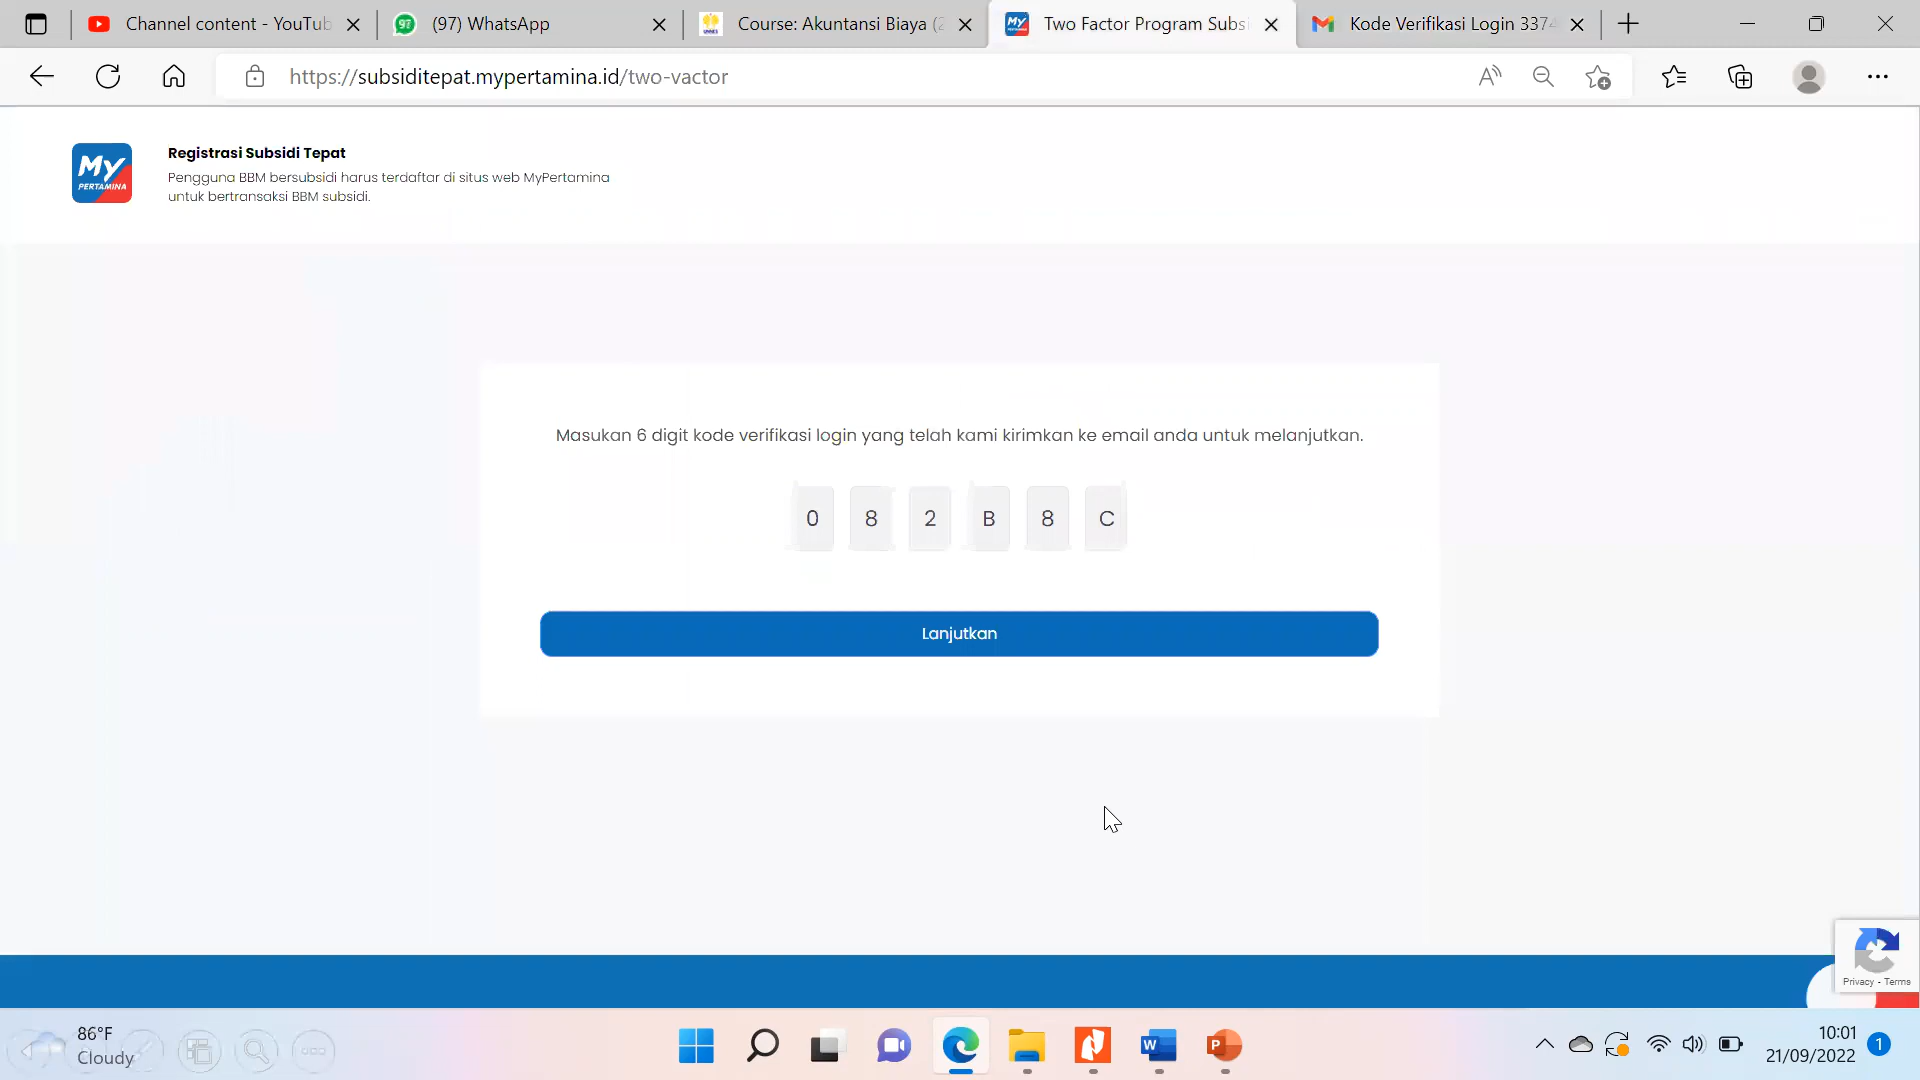 Channel content - YouTub
97
(97) WhatsApp
Course: Akuntansi Biaya (2
Two Factor Program Subsi
Kode Verifikasi Login 3374
https://subsiditepat.mypertamina.id/two-vactor
My
PERTAMINA
Registrasi Subsidi Tepat
Pengguna BBM bersubsidi harus terdaftar di situs web MyPertamina
untuk bertransaksi BBM subsidi.
Masukan 6 digit kode verifikasi login yang telah kami kirimkan ke email anda untuk melanjutkan.
0 8 2 B 8 C
Lanjutkan
Privacy - Terms
86°F
Cloudy
10:01
21/09/2022
1